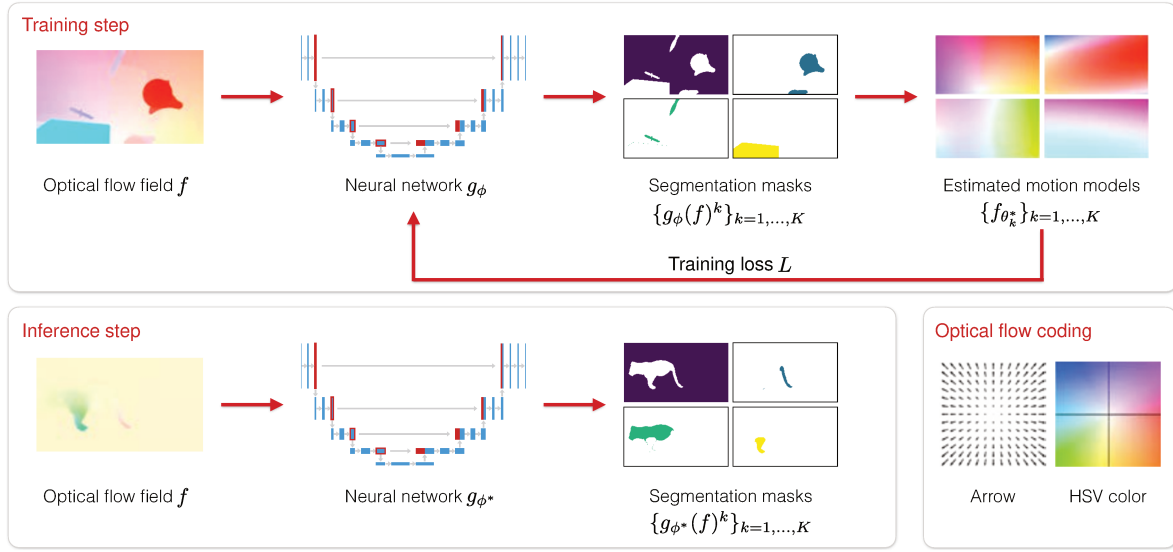 Training step
Optical flow field f
Neural network g_ϕ
Segmentation masks
{g_ϕ(f)^k}_{k=1,...,K}
Estimated motion models
{f_{θ_k^*}}_{k=1,...,K}
Training loss L
Inference step
Optical flow field f
Neural network g_{ϕ*}
Segmentation masks
{g_{ϕ*}(f)^k}_{k=1,...,K}
Optical flow coding
Arrow
HSV color